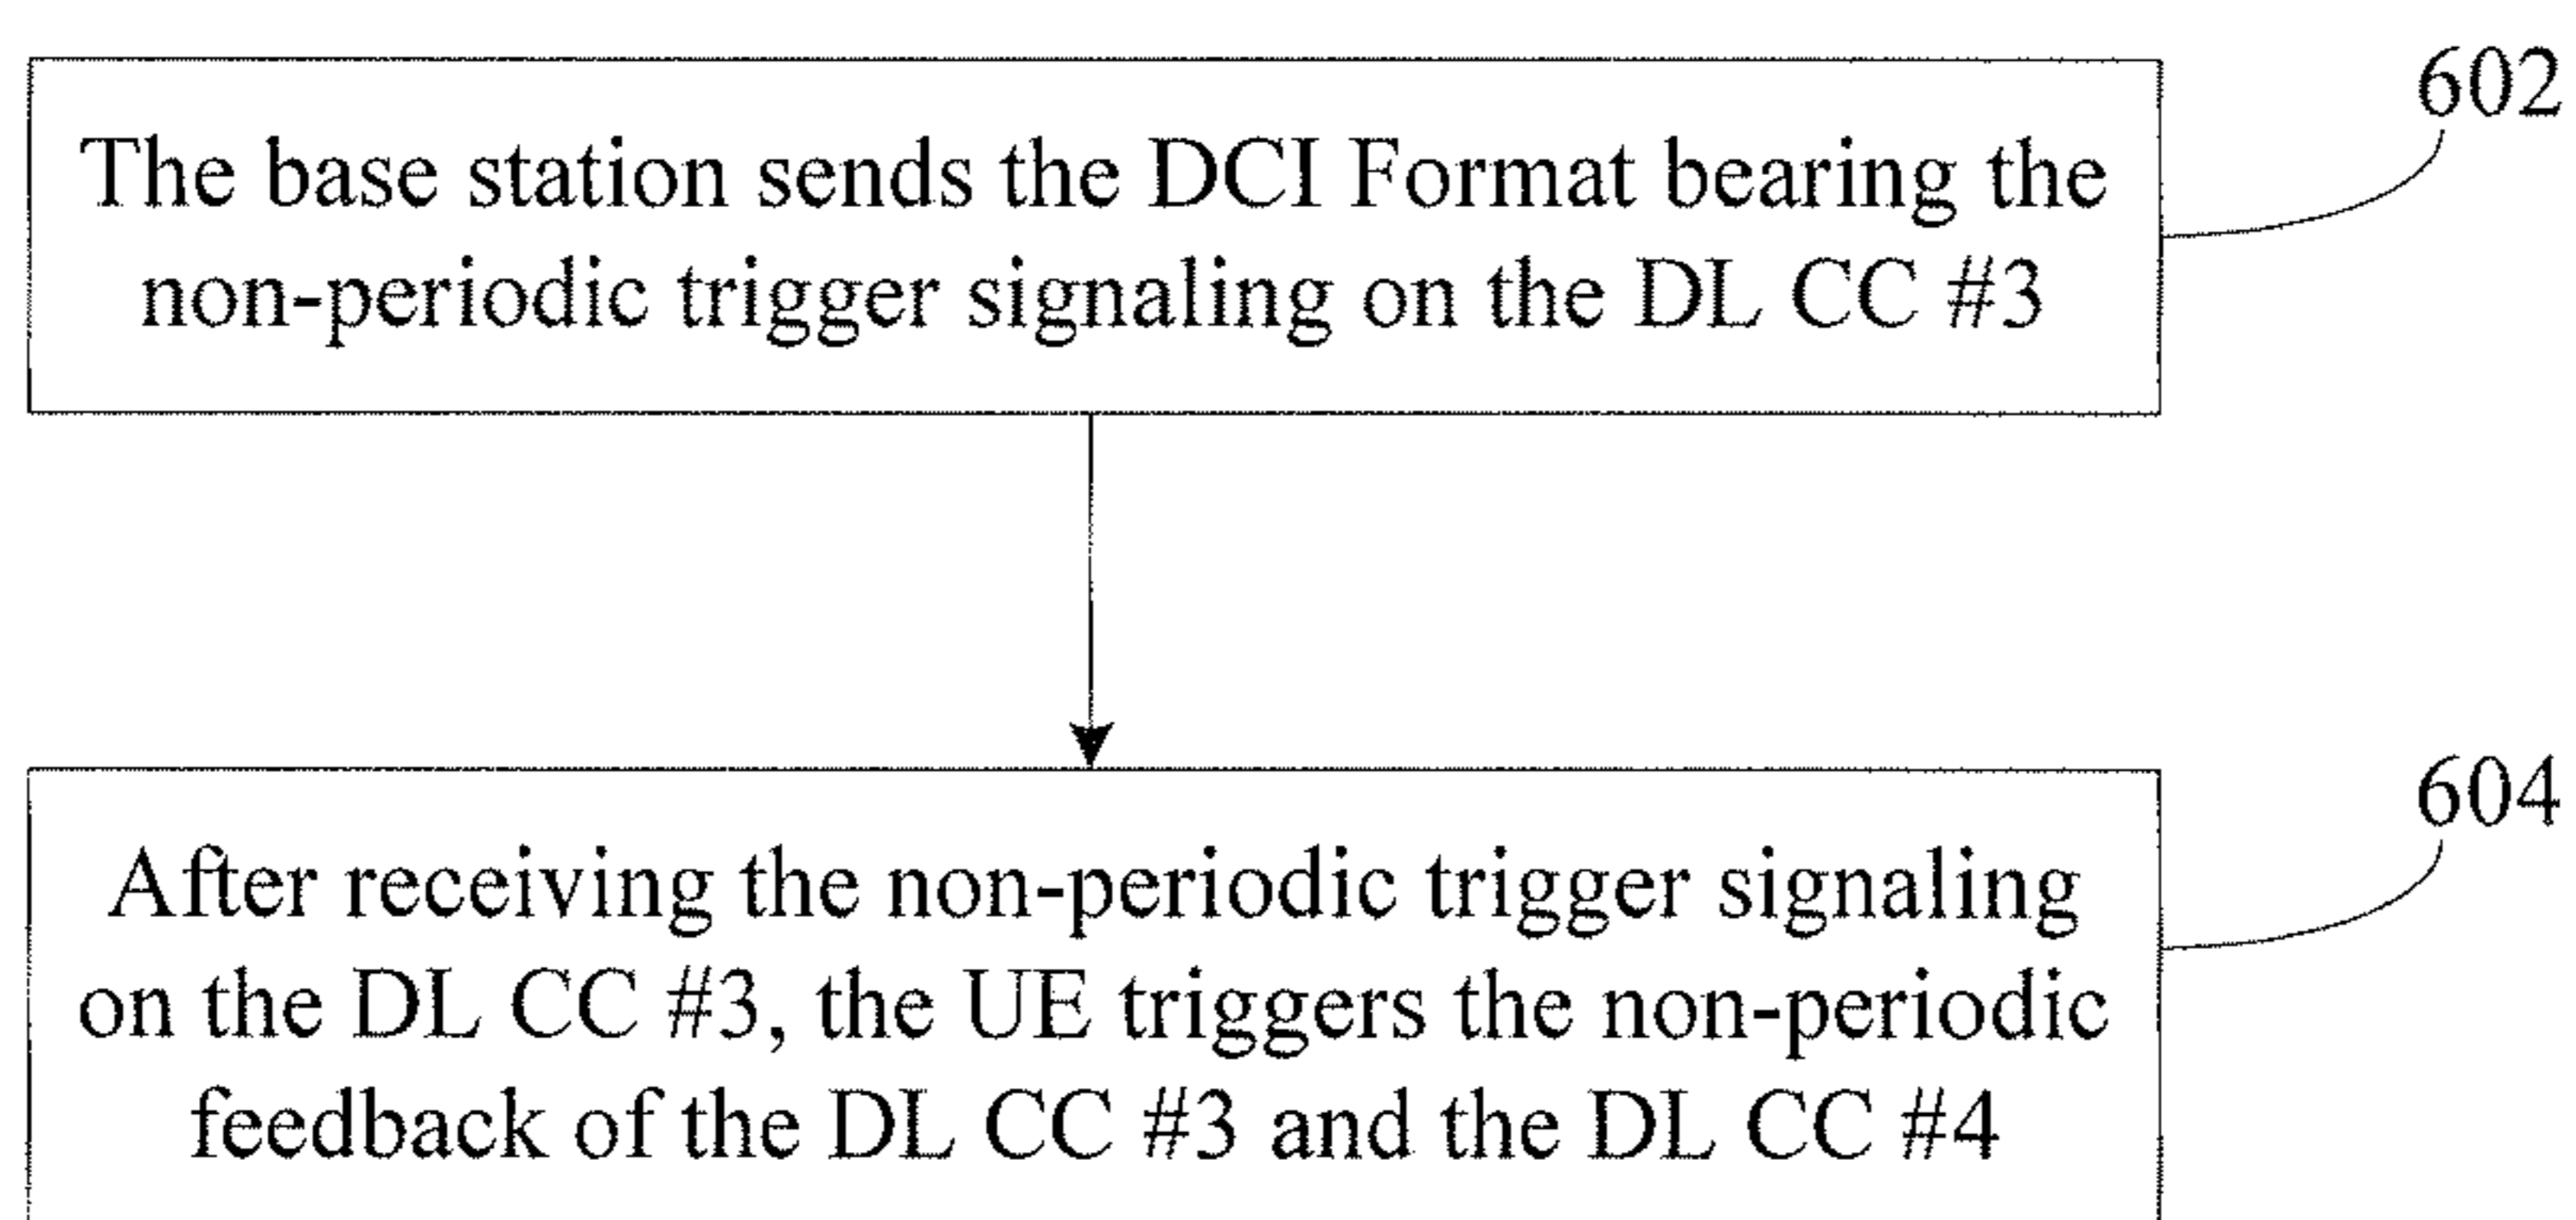 602
The base station sends the DCI Format bearing the
non-periodic trigger signaling on the DL CC #3
604
After receiving the non-periodic trigger signaling
on the DL CC #3, the UE triggers the non-periodic
feedback of the DL CC #3 and the DL CC #4